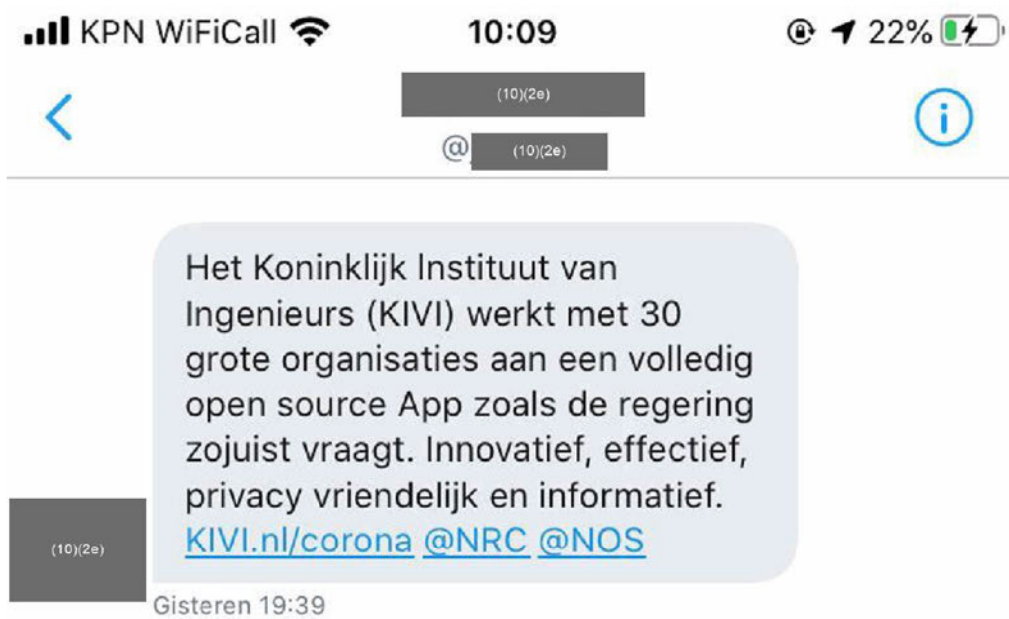 KPN WiFiCall 10:09 22%
(10)(2e)
@ (10)(2e)
Het Koninklijk Instituut van
Ingenieurs (KIVI) werkt met 30
grote organisaties aan een volledig
open source App zoals de regering
zojuist vraagt. Innovatief, effectief,
privacy vriendelijk en informatief.
KIVI.nl/corona @NRC @NOS
(10)(2e)
Gisteren 19:39